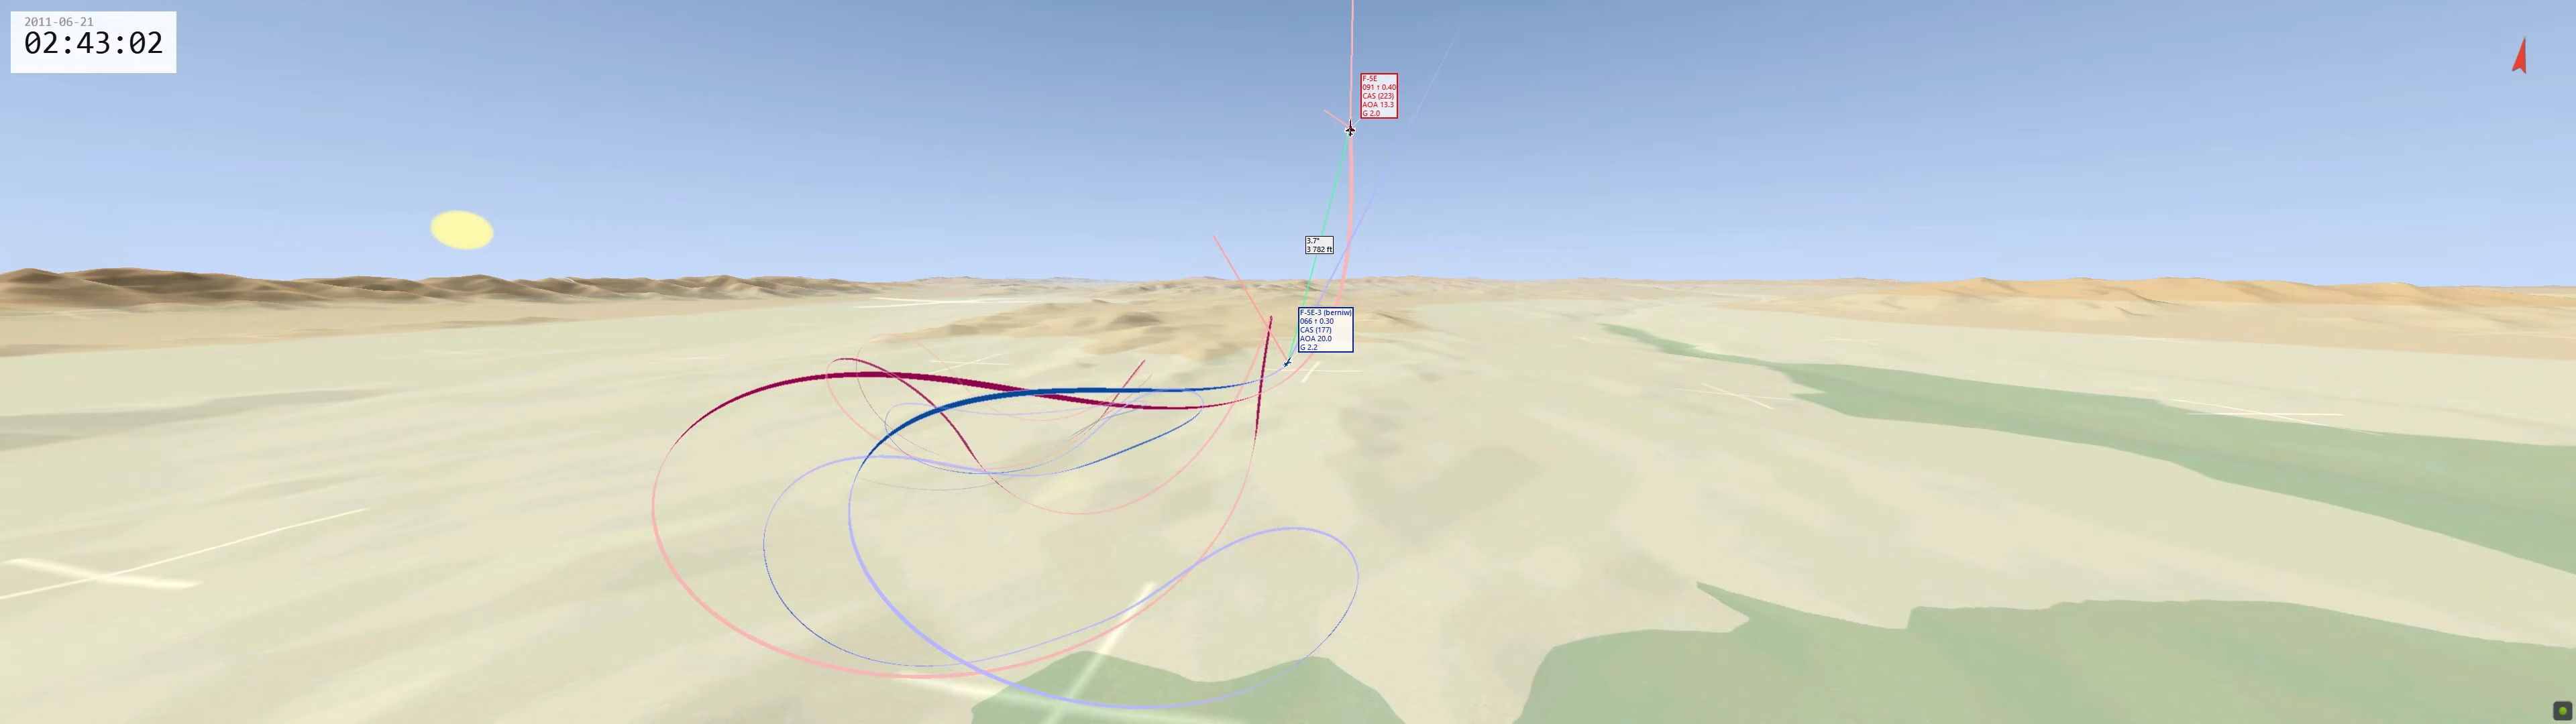 2011-06-21
02:43:02
F-5E
091 ↑ 0.40
CAS (223)
AOA 13.3
G 2.0
3.7°
3 782 ft
F-5E-3 (berniw)
066 ↑ 0.30
CAS (177)
AOA 20.0
G 2.2